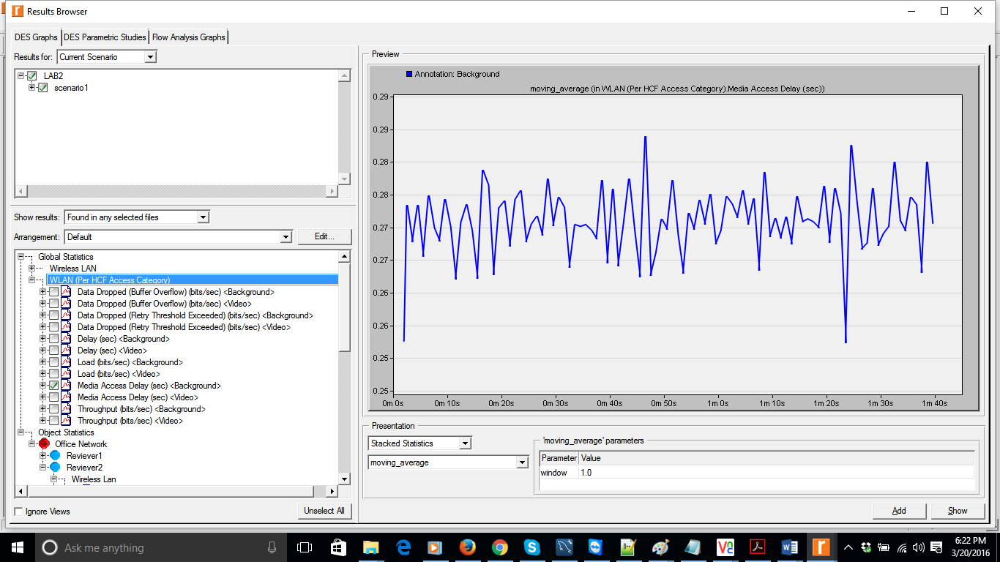 Results Browser
DES Graphs DES Parametric Studies Flow Analysis Graphs
Results for: Current Scenario
LAB2
scenario1
Show results: Found in any selected files
Arrangement: Default Edit...
Global Statistics
Wireless LAN
WLAN (Per HCF Access Category)
Data Dropped (Buffer Overflow) (bits/sec) <Background>
Data Dropped (Buffer Overflow) (bits/sec) <Video>
Data Dropped (Retry Threshold Exceeded) (bits/sec) <Background>
Data Dropped (Retry Threshold Exceeded) (bits/sec) <Video>
Delay (sec) <Background>
Delay (sec) <Video>
Load (bits/sec) <Background>
Load (bits/sec) <Video>
Media Access Delay (sec) <Background>
Media Access Delay (sec) <Video>
Throughput (bits/sec) <Background>
Throughput (bits/sec) <Video>
Object Statistics
Office Network
Reviever1
Reviever2
Wireless Lan
Ignore Views Unselect All
Preview
Annotation: Background
moving_average (in WLAN (Per HCF Access Category).Media Access Delay (sec))
0.29
0.29
0.28
0.28
0.27
0.27
0.26
0.26
0.25
0.25
0m 0s 0m 10s 0m 20s 0m 30s 0m 40s 0m 50s 1m 0s 1m 10s 1m 20s 1m 30s 1m 40s
Presentation
Stacked Statistics
moving_average
'moving_average' parameters
Parameter Value
window 1.0
Add Show
Ask me anything
6:22 PM
3/20/2016